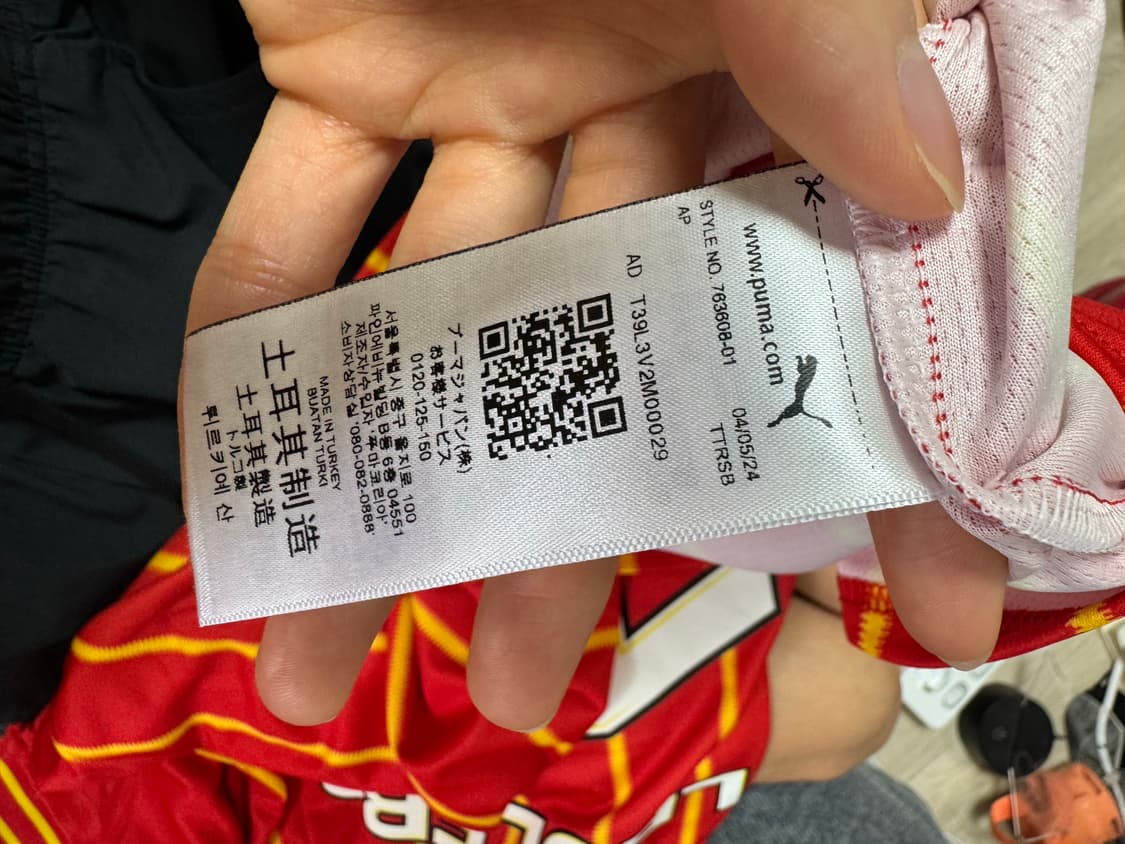 www.puma.com
04/05/24
STYLE NO. 763608-01
TTRSB
AP
AD T39L3V2M00029
プーマジャパン(株)
お客様サービス
0120-125-150
서울특별시 중구 을지로 100
파인에비뉴빌딩 B동 6층 04551
제조자/수입자 '푸마코리아'
소비자상담실 '080-082-0888'
MADE IN TURKEY
BUATAN TURKI
土耳其制造
土耳其製造
トルコ製
튀르키예 산